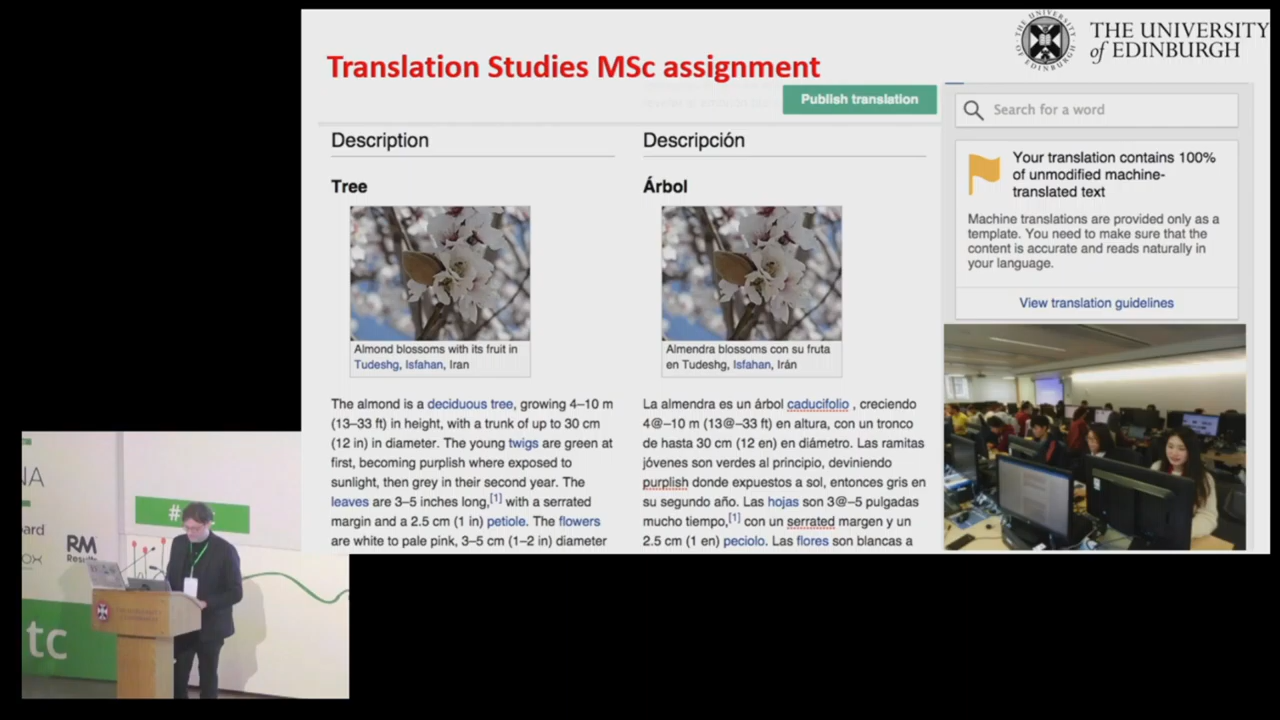 THE UNIVERSITY
of EDINBURGH
Translation Studies MSc assignment
Publish translation
Description
Tree
Almond blossoms with its fruit in
Tudeshg, Isfahan, Iran
The almond is a deciduous tree, growing 4–10 m
(13–33 ft) in height, with a trunk of up to 30 cm
(12 in) in diameter. The young twigs are green at
first, becoming purplish where exposed to
sunlight, then grey in their second year. The
leaves are 3–5 inches long,[1] with a serrated
margin and a 2.5 cm (1 in) petiole. The flowers
are white to pale pink, 3–5 cm (1–2 in) diameter
Descripción
Árbol
Almendra blossoms con su fruta
en Tudeshg, Isfahan, Irán
La almendra es un árbol caducifolio , creciendo
4@–10 m (13@–33 ft) en altura, con un tronco
de hasta 30 cm (12 en) en diámetro. Las ramitas
jóvenes son verdes al principio, deviniendo
purplish donde expuestos a sol, entonces gris en
su segundo año. Las hojas son 3@–5 pulgadas
mucho tiempo,[1] con un serrated margen y un
2.5 cm (1 en) peciolo. Las flores son blancas a
Search for a word
Your translation contains 100%
of unmodified machine-
translated text
Machine translations are provided only as a
template. You need to make sure that the
content is accurate and reads naturally in
your language.
View translation guidelines
#
RM
tc